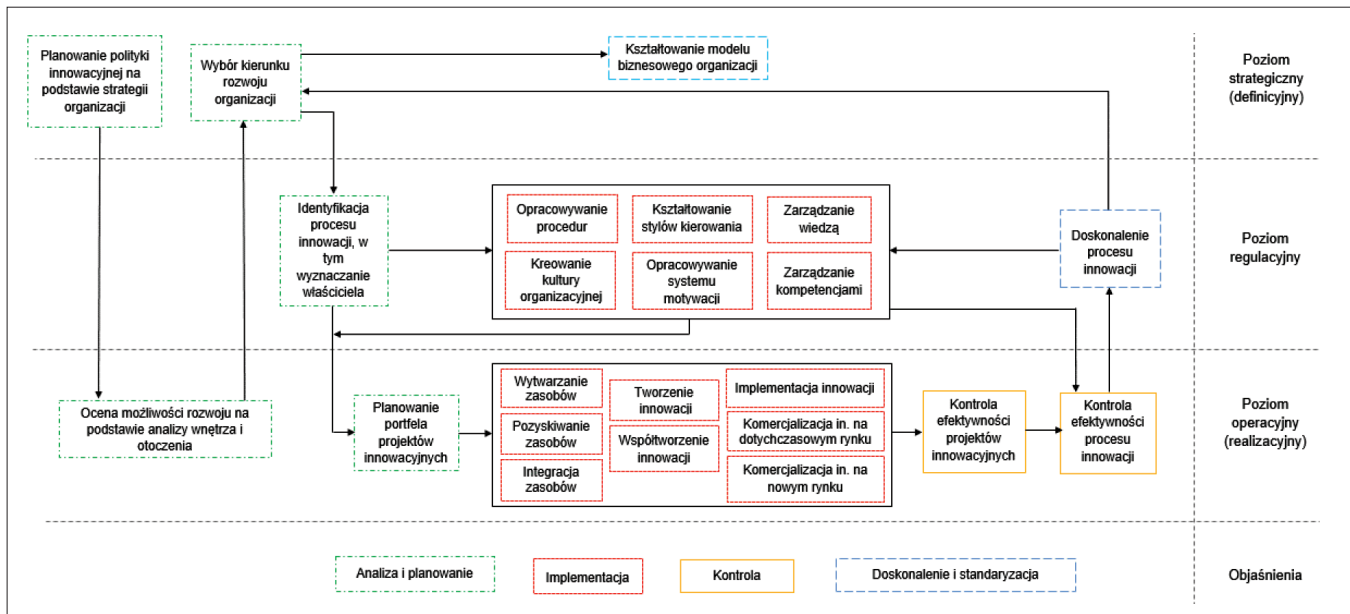 Planowanie polityki
innowacyjnej na
podstawie strategii
organizacji
Wybór kierunku
rozwoju
organizacji
Kształtowanie modelu
biznesowego organizacji
Poziom
strategiczny
(definicyjny)
Identyfikacja
procesu
innowacji, w
tym
wyznaczanie
właściciela
Opracowywanie
procedur
Kształtowanie
stylów kierowania
Zarządzanie
wiedzą
Kreowanie
kultury
organizacyjnej
Opracowywanie
systemu
motywacji
Zarządzanie
kompetencjami
Doskonalenie
procesu
innowacji
Poziom
regulacyjny
Ocena możliwości rozwoju na
podstawie analizy wnętrza i
otoczenia
Planowanie
portfela
projektów
innowacyjnych
Wytwarzanie
zasobów
Pozyskiwanie
zasobów
Integracja
zasobów
Tworzenie
innowacji
Współtworzenie
innowacji
Implementacja innowacji
Komercjalizacja in. na
dotychczasowym rynku
Komercjalizacja in. na
nowym rynku
Kontrola
efektywności
projektów
innowacyjnych
Kontrola
efektywności
procesu
innowacji
Poziom
operacyjny
(realizacyjny)
Analiza i planowanie
Implementacja
Kontrola
Doskonalenie i standaryzacja
Objaśnienia